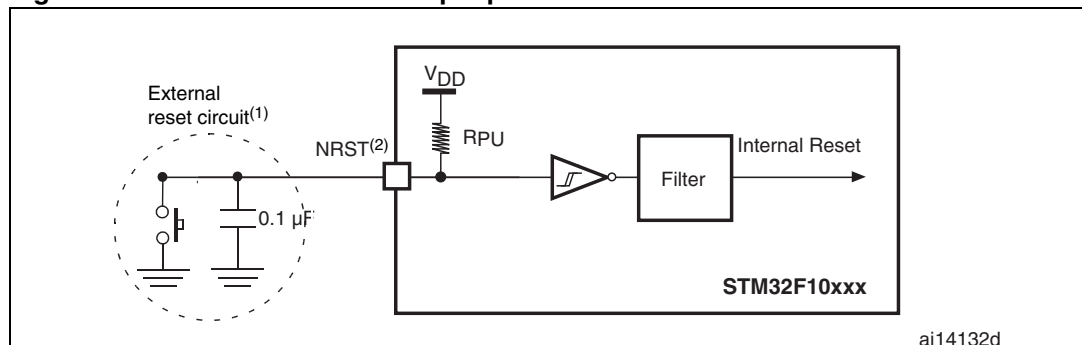 External
reset circuit(1)
VDD
RPU
NRST(2)
Internal Reset
Filter
0.1 µF
STM32F10xxx
ai14132d